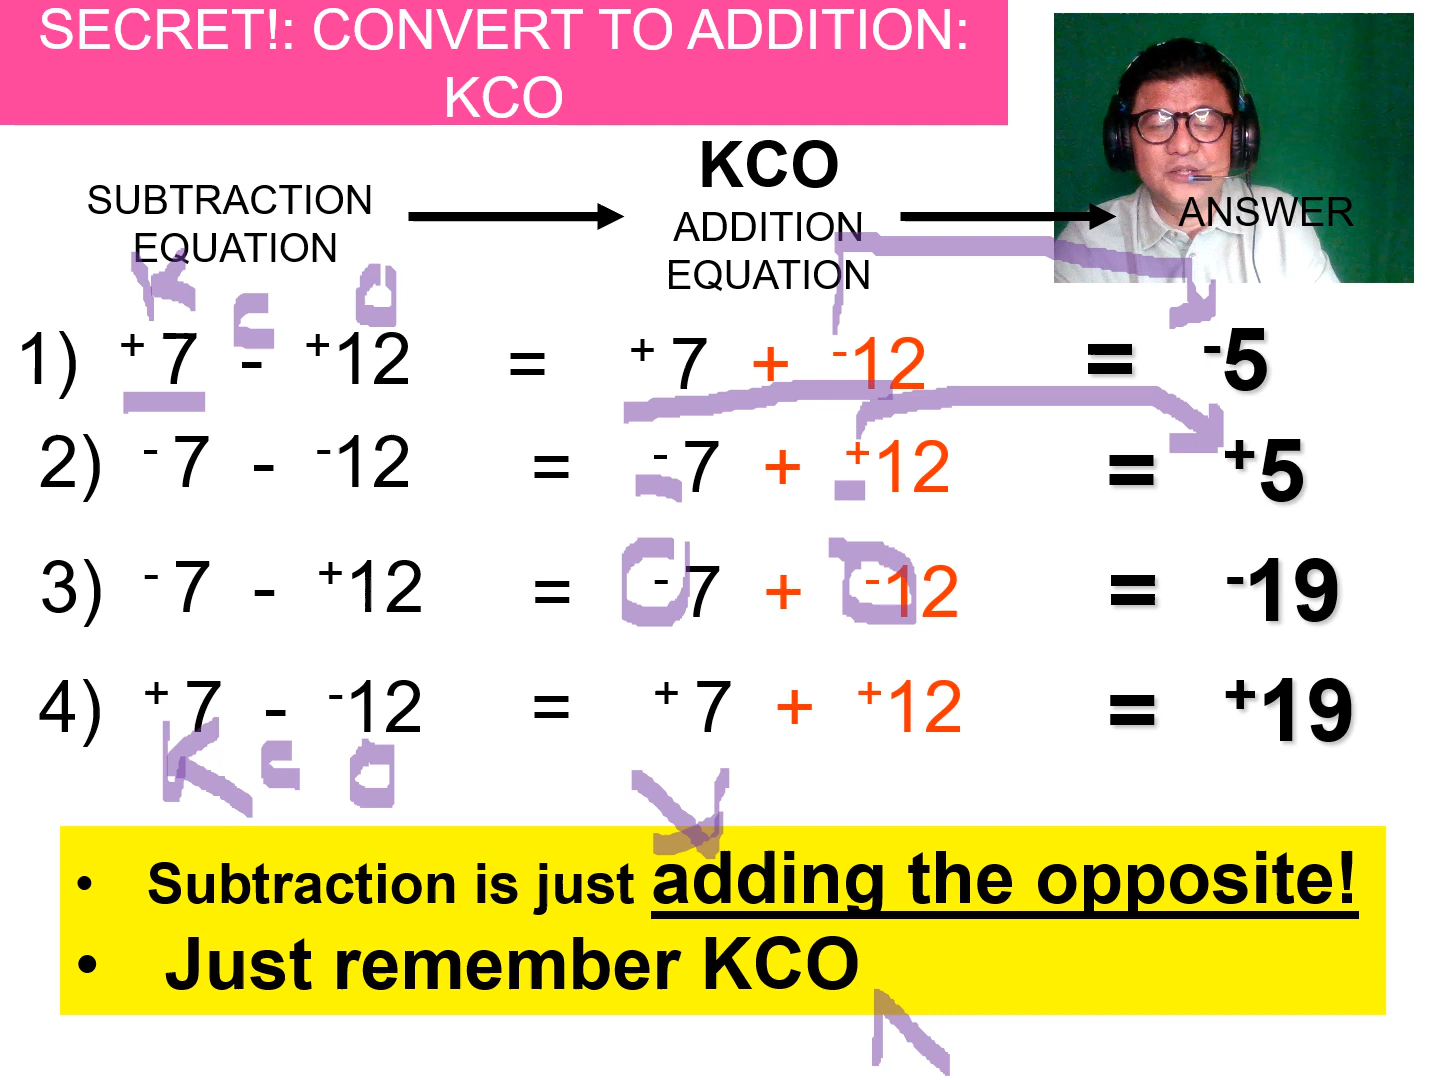 SECRET!: CONVERT TO ADDITION:
KCO
KCO
SUBTRACTION
EQUATION
ADDITION
EQUATION
ANSWER
K C O
1) +7 - +12 = +7 + -12 = -5
2) -7 - -12 = -7 + +12 = +5
3) -7 - +12 = -7 + -12 = -19
4) +7 - -12 = +7 + +12 = +19
K C O
• Subtraction is just adding the opposite!
• Just remember KCO